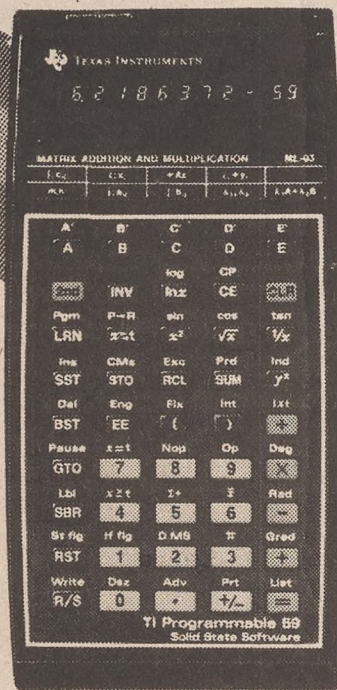 TEXAS INSTRUMENTS
6.2186372-59
MATRIX ADDITION AND MULTIPLICATION ML-03
A' B' C' D' E'
A B C D E
log CP
INV lnx CE
Pgm P→R sin cos tan
LRN x⇌t x² √x 1/x
Ins CMs Exc Prd Ind
SST STO RCL SUM yˣ
Del Eng Fix Int |x|
BST EE ( ) ÷
Pause x=t Nop Op Deg
GTO 7 8 9 ×
Lbl x≥t Σ+ x̄ Rad
SBR 4 5 6 −
St flg If flg D.MS π Grad
RST 1 2 3 +
Write Dsz Adv Prt List
R/S 0 . +/− =
TI Programmable 59
Solid State Software